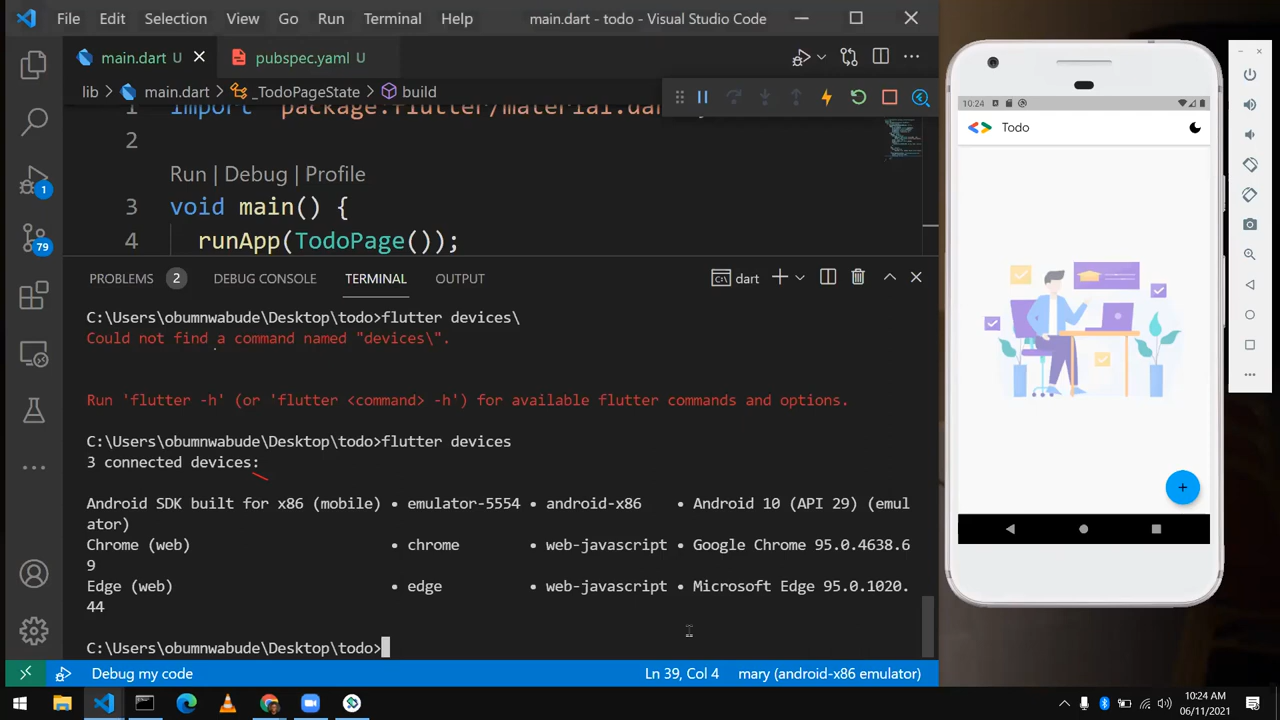 File Edit Selection View Go Run Terminal Help main.dart - todo - Visual Studio Code
main.dart U pubspec.yaml U
lib main.dart _TodoPageState build
1
2
Run | Debug | Profile
3 void main() {
4 runApp(TodoPage());
PROBLEMS 2 DEBUG CONSOLE TERMINAL OUTPUT dart
C:\Users\obumnwabude\Desktop\todo>flutter devices\
Could not find a command named "devices\".
Run 'flutter -h' (or 'flutter <command> -h') for available flutter commands and options.
C:\Users\obumnwabude\Desktop\todo>flutter devices
3 connected devices:
Android SDK built for x86 (mobile) • emulator-5554 • android-x86 • Android 10 (API 29) (emul
ator)
Chrome (web) • chrome • web-javascript • Google Chrome 95.0.4638.6
9
Edge (web) • edge • web-javascript • Microsoft Edge 95.0.1020.
44
C:\Users\obumnwabude\Desktop\todo>
1
79
Debug my code Ln 39, Col 4 mary (android-x86 emulator)
10:24
Todo
10:24 AM
06/11/2021